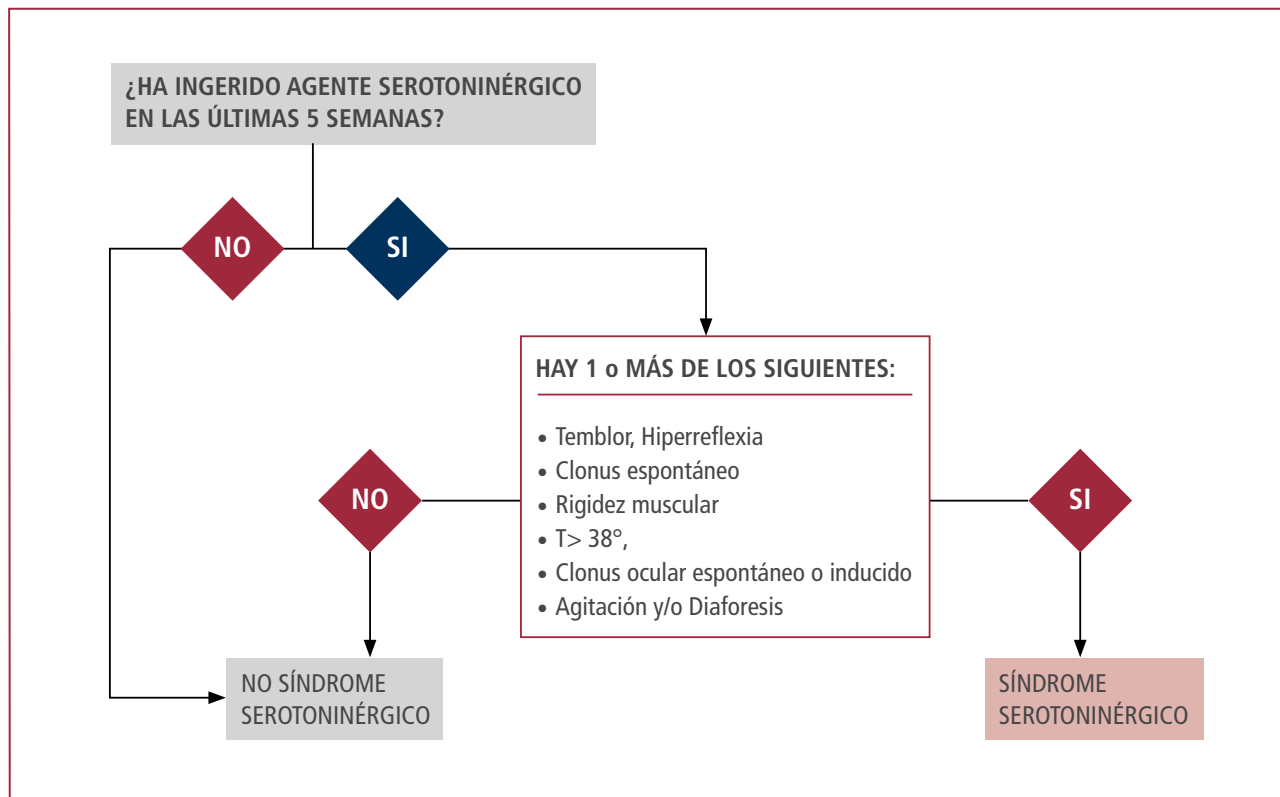 ¿HA INGERIDO AGENTE SEROTONINÉRGICO
EN LAS ÚLTIMAS 5 SEMANAS?
NO
SI
HAY 1 o MÁS DE LOS SIGUIENTES:
• Temblor, Hiperreflexia
• Clonus espontáneo
• Rigidez muscular
• T> 38°,
• Clonus ocular espontáneo o inducido
• Agitación y/o Diaforesis
NO
SI
NO SÍNDROME
SEROTONINÉRGICO
SÍNDROME
SEROTONINÉRGICO